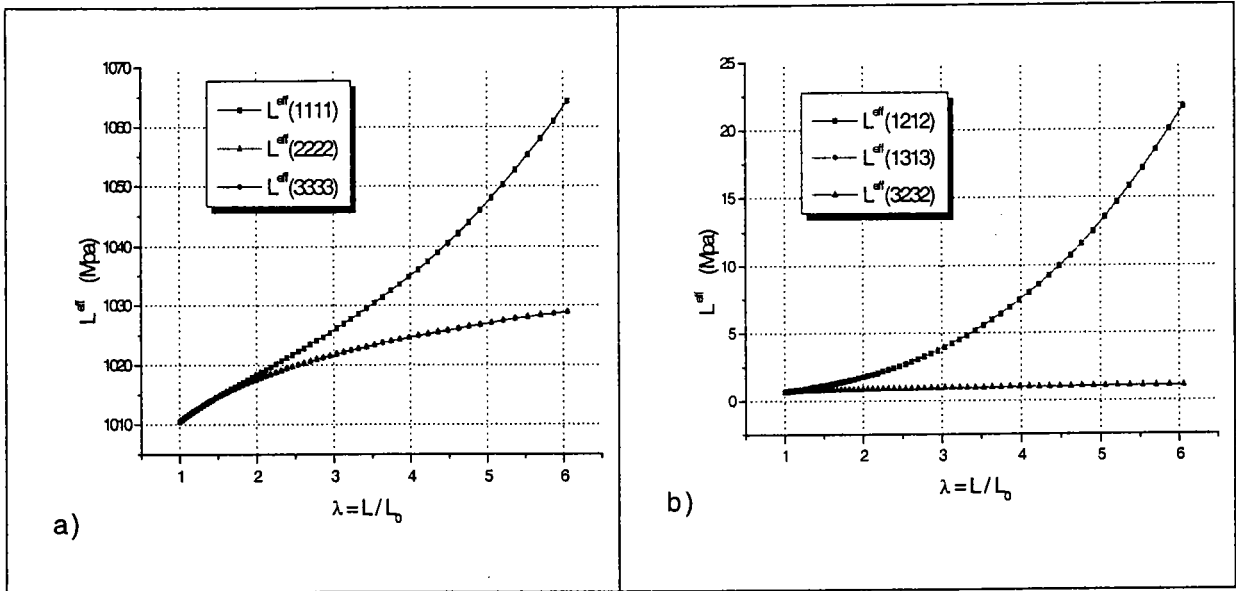 1070
1060
1050
1040
1030
1020
1010
L^eff (Mpa)
L^eff(1111)
L^eff(2222)
L^eff(3333)
1 2 3 4 5 6
λ=L/L₀
a)
25
20
15
10
5
0
L^eff (Mpa)
L^eff(1212)
L^eff(1313)
L^eff(3232)
1 2 3 4 5 6
λ=L/L₀
b)